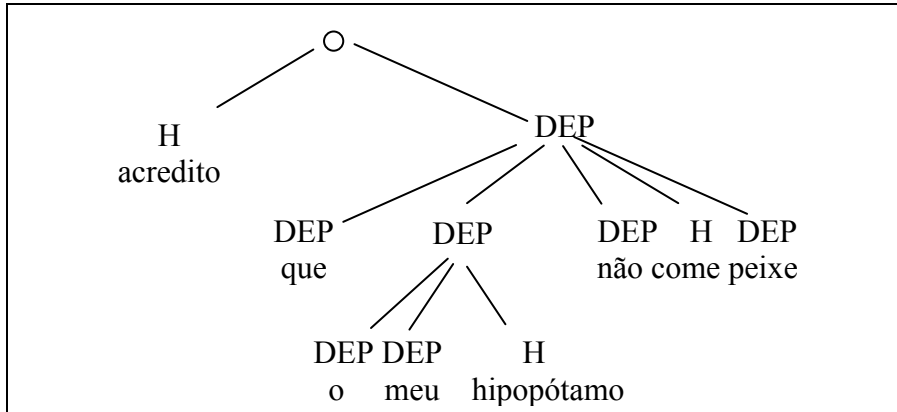 DEP
H
acredito
DEP DEP DEP H DEP
que não come peixe
DEP DEP H
o meu hipopótamo